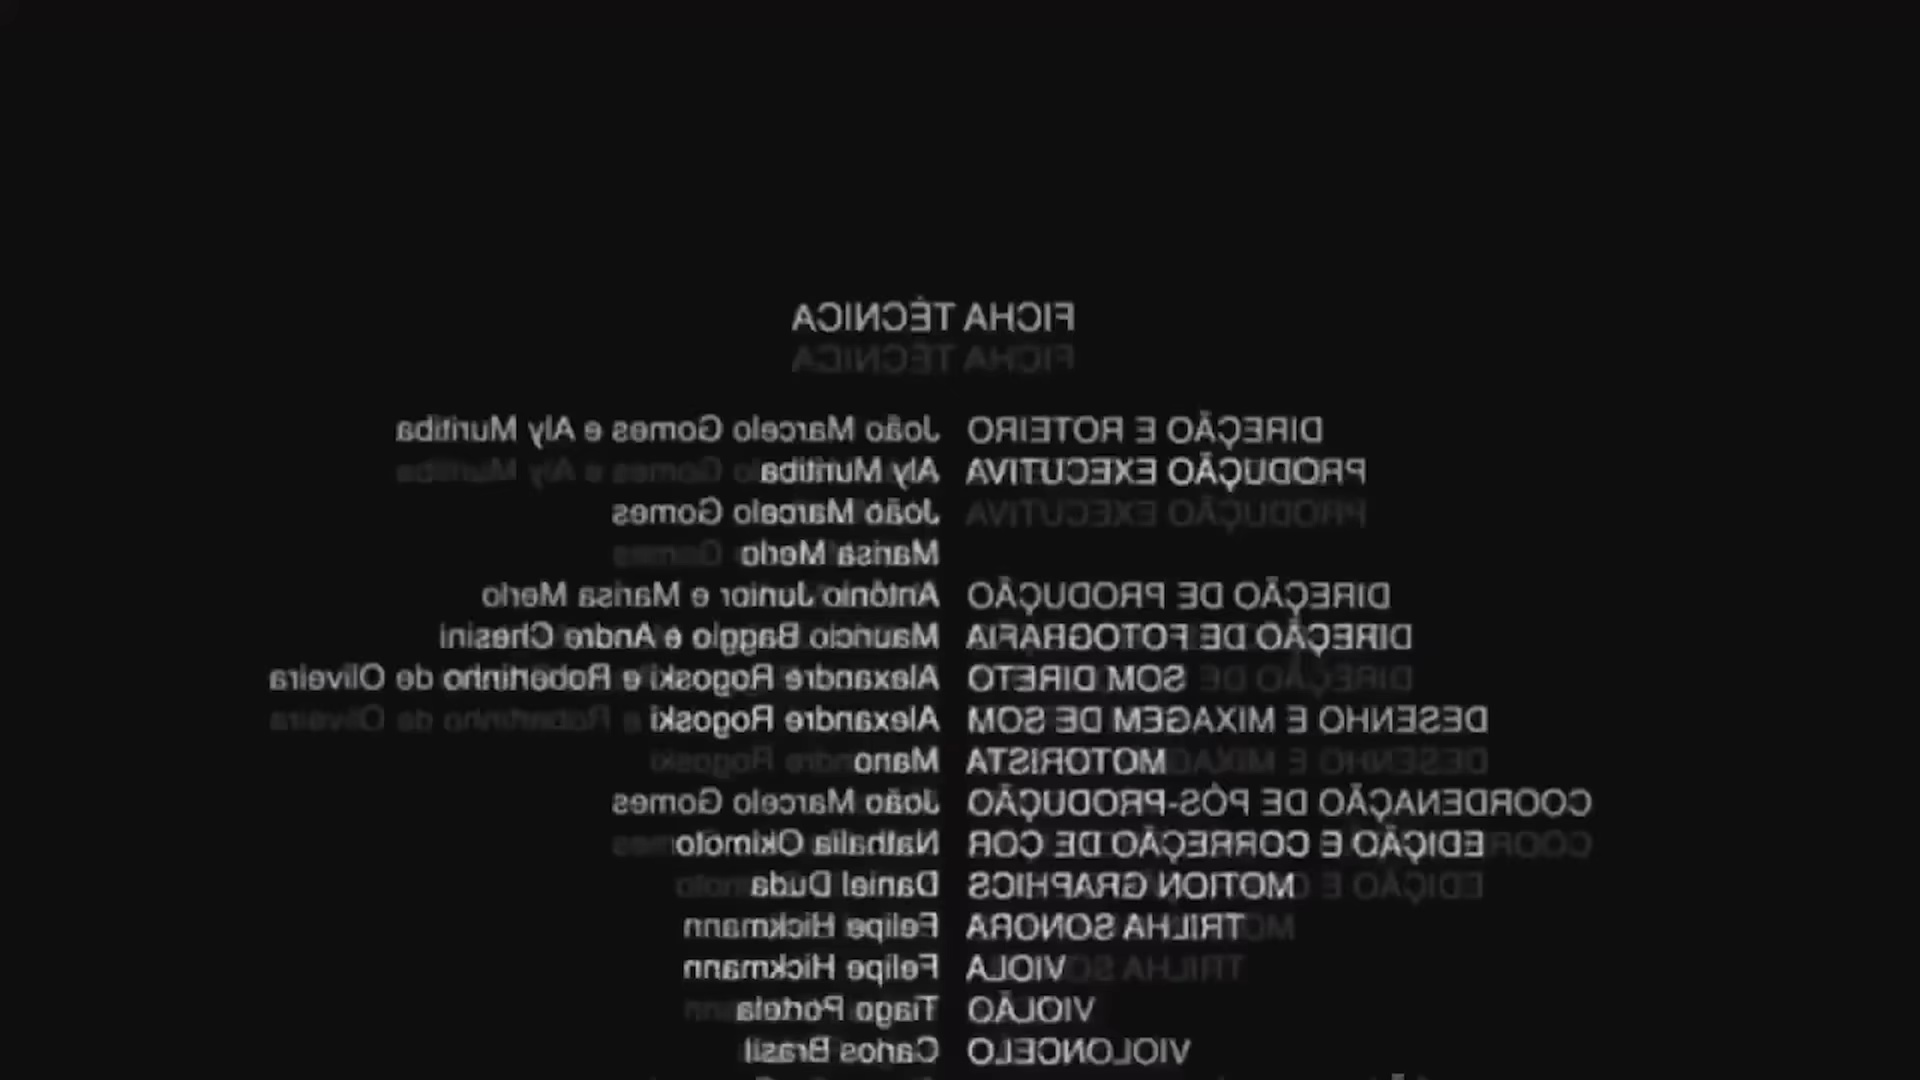 FICHA TÉCNICA
DIREÇÃO E ROTEIRO João Marcelo Gomes e Aly Muritiba
PRODUÇÃO EXECUTIVA Aly Muritiba
João Marcelo Gomes
Marisa Merlo
DIREÇÃO DE PRODUÇÃO Antônio Junior e Marisa Merlo
DIREÇÃO DE FOTOGRAFIA Mauricio Baggio e Andre Chesini
SOM DIRETO Alexandre Rogoski e Robertinho de Oliveira
DESENHO E MIXAGEM DE SOM Alexandre Rogoski
MOTORISTA Mano
COORDENAÇÃO DE PÓS-PRODUÇÃO João Marcelo Gomes
EDIÇÃO E CORREÇÃO DE COR Nathalia Okimoto
MOTION GRAPHICS Daniel Duda
TRILHA SONORA Felipe Hickmann
VIOLA Felipe Hickmann
VIOLÃO Tiago Portela
VIOLONCELO Carlos Brasil